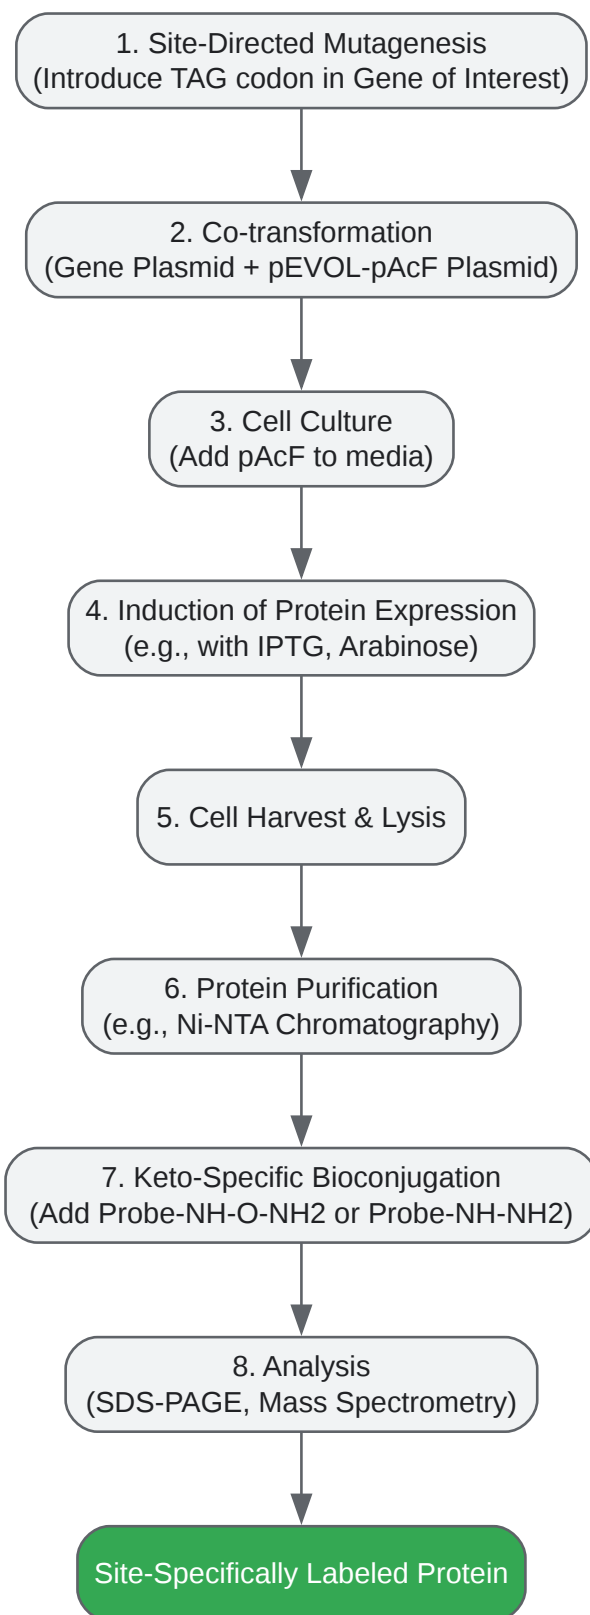 1. Site-Directed Mutagenesis
(Introduce TAG codon in Gene of Interest)
2. Co-transformation
(Gene Plasmid + pEVOL-pAcF Plasmid)
3. Cell Culture
(Add pAcF to media)
4. Induction of Protein Expression
(e.g., with IPTG, Arabinose)
5. Cell Harvest & Lysis
6. Protein Purification
(e.g., Ni-NTA Chromatography)
7. Keto-Specific Bioconjugation
(Add Probe-NH-O-NH2 or Probe-NH-NH2)
8. Analysis
(SDS-PAGE, Mass Spectrometry)
Site-Specifically Labeled Protein